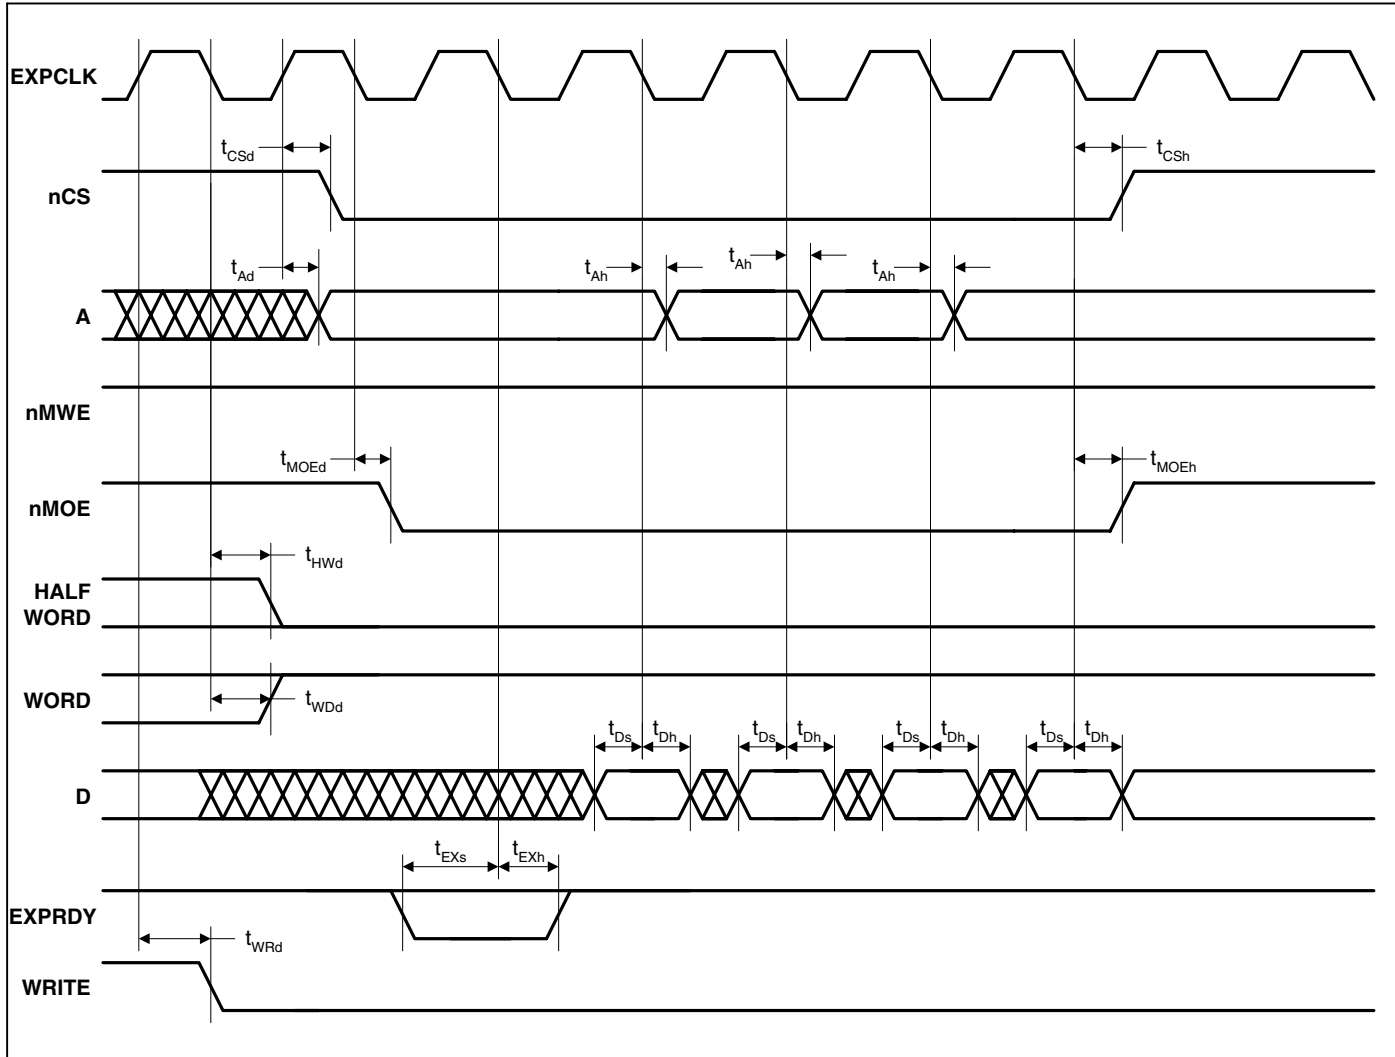 EXPCLK
tCSd
tCSh
nCS
tAd
tAh
tAh
tAh
A
nMWE
tMOEd
tMOEh
nMOE
tHWd
HALF
WORD
WORD
tWDd
tDs tDh tDs tDh tDs tDh tDs tDh
D
tEXs tEXh
EXPRDY
tWRd
WRITE